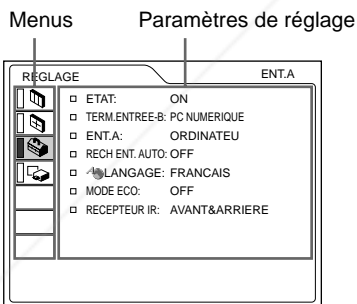 Menus Paramètres de réglage
REGLAGE ENT.A
ETAT: ON
TERM.ENTREE-B: PC NUMERIQUE
ENT.A: ORDINATEU
RECH ENT. AUTO: OFF
LANGAGE: FRANCAIS
MODE ECO: OFF
RECEPTEUR IR: AVANT&ARRIERE